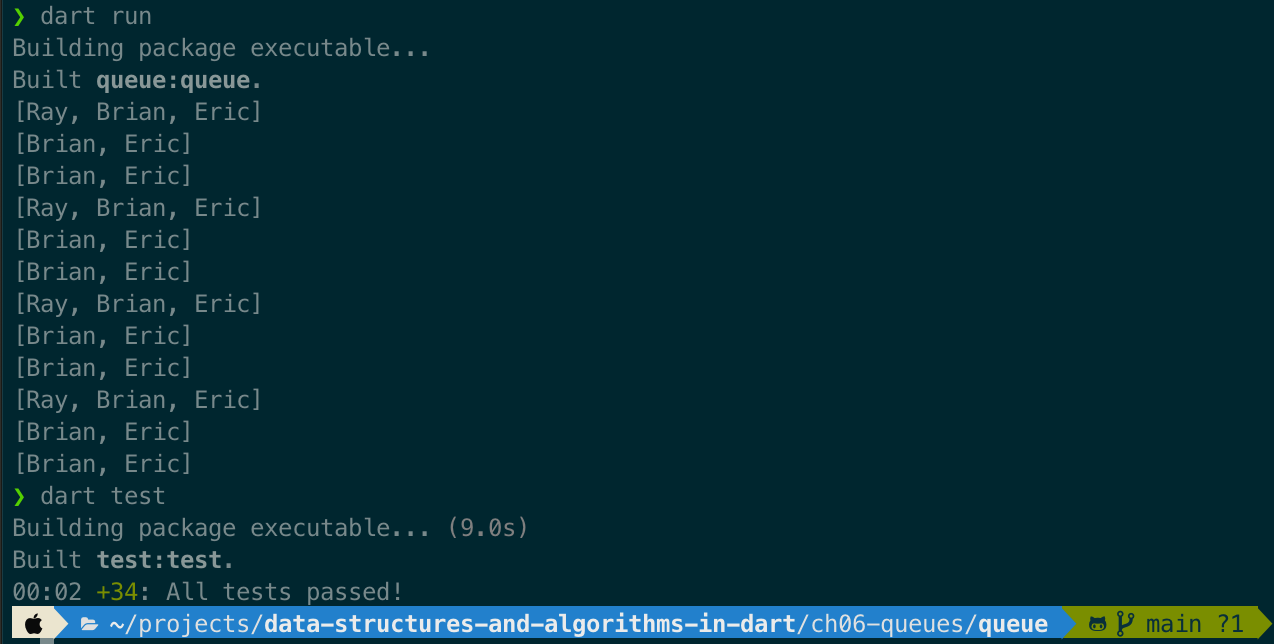 ❯ dart run
Building package executable...
Built queue:queue.
[Ray, Brian, Eric]
[Brian, Eric]
[Brian, Eric]
[Ray, Brian, Eric]
[Brian, Eric]
[Brian, Eric]
[Ray, Brian, Eric]
[Brian, Eric]
[Brian, Eric]
[Ray, Brian, Eric]
[Brian, Eric]
[Brian, Eric]
❯ dart test
Building package executable... (9.0s)
Built test:test.
00:02 +34: All tests passed!
~/projects/data-structures-and-algorithms-in-dart/ch06-queues/queue main ?1